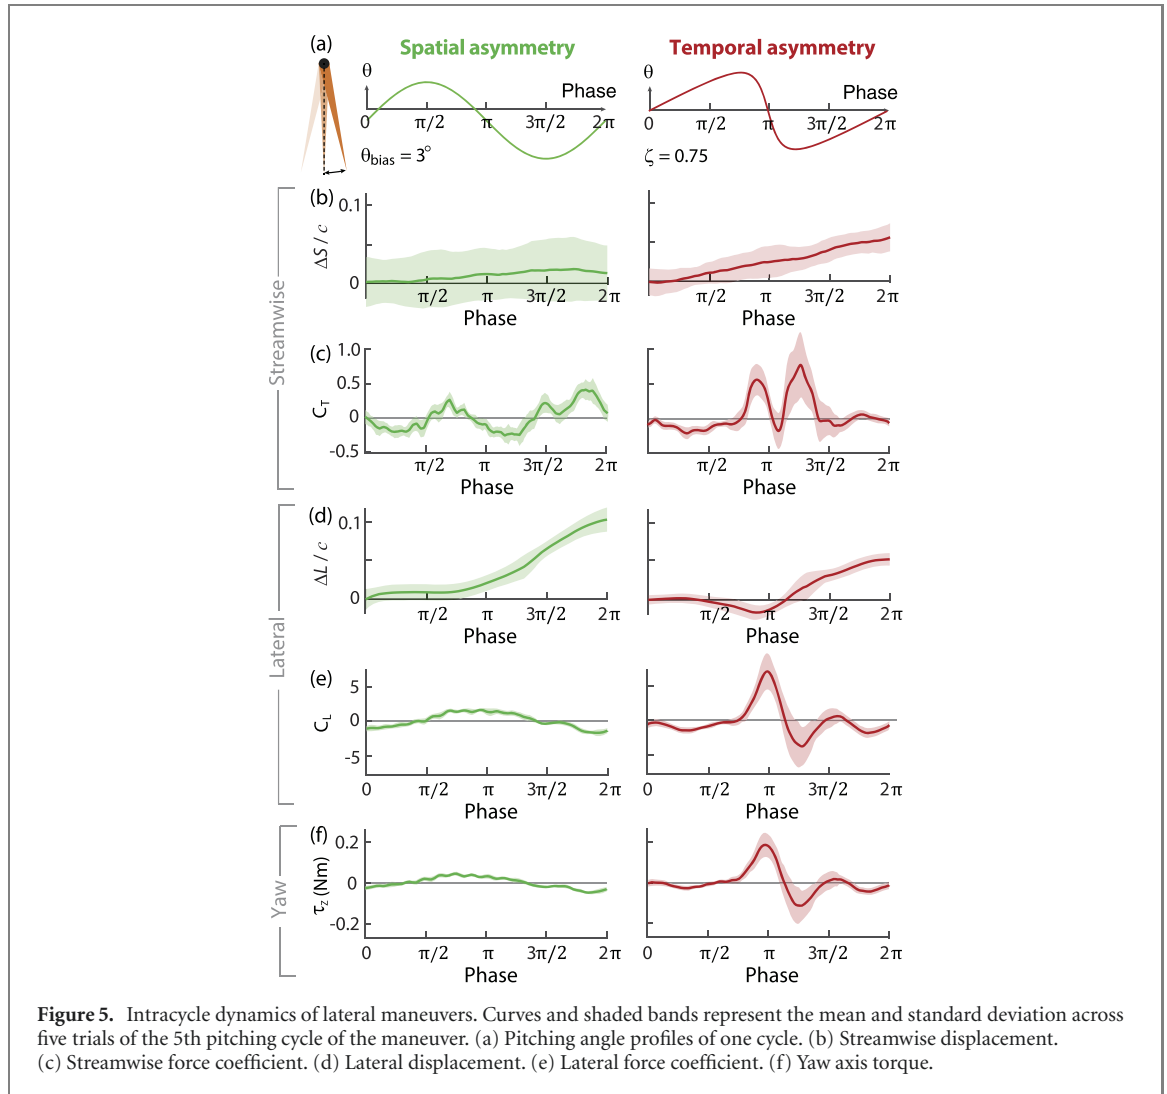 (a)
Spatial asymmetry
Temporal asymmetry
θ
Phase
0
π/2
π
3π/2
2π
θbias = 3°
θ
Phase
0
π/2
π
3π/2
2π
ζ = 0.75
Streamwise
(b)
ΔS / c
0.1
0
π/2
π
3π/2
2π
Phase
π/2
π
3π/2
2π
Phase
(c)
CT
1.0
0.5
0
-0.5
π/2
π
3π/2
2π
Phase
π/2
π
3π/2
2π
Phase
Lateral
(d)
ΔL / c
0.1
0
π/2
π
3π/2
2π
Phase
π/2
π
3π/2
2π
Phase
(e)
CL
5
0
-5
0
π/2
π
3π/2
2π
Phase
0
π/2
π
3π/2
2π
Phase
Yaw
(f)
τz (Nm)
0.2
0
-0.2
0
π/2
π
3π/2
2π
Phase
0
π/2
π
3π/2
2π
Phase
Figure 5. Intracycle dynamics of lateral maneuvers. Curves and shaded bands represent the mean and standard deviation across
five trials of the 5th pitching cycle of the maneuver. (a) Pitching angle profiles of one cycle. (b) Streamwise displacement.
(c) Streamwise force coefficient. (d) Lateral displacement. (e) Lateral force coefficient. (f) Yaw axis torque.